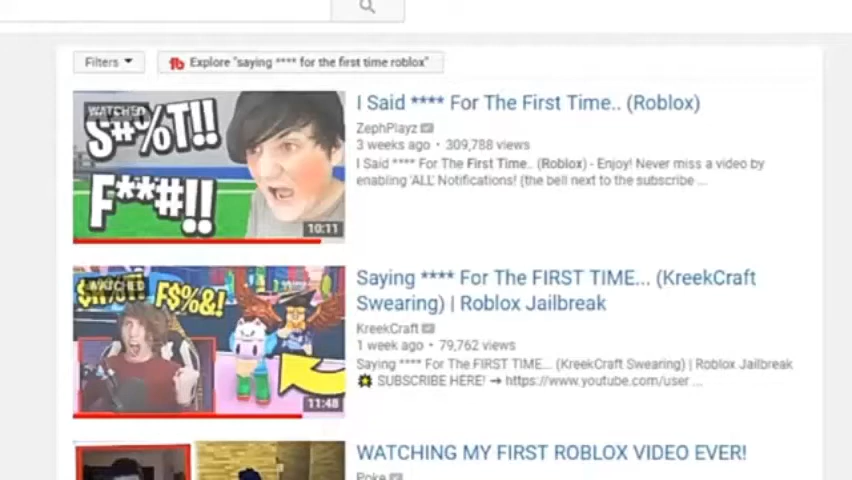 Filters
Explore "saying **** for the first time roblox"
WATCHED
S#%T!!
F**#!!
10:11
I Said **** For The First Time.. (Roblox)
ZephPlayz
3 weeks ago • 309,788 views
I Said **** For The First Time.. (Roblox) - Enjoy! Never miss a video by
enabling 'ALL' Notifications! (the bell next to the subscribe ...
WATCHED
F$%&!
11:48
Saying **** For The FIRST TIME... (KreekCraft
Swearing) | Roblox Jailbreak
KreekCraft
1 week ago • 79,762 views
Saying **** For The FIRST TIME... (KreekCraft Swearing) | Roblox Jailbreak
SUBSCRIBE HERE! ➔ https://www.youtube.com/user ...
WATCHING MY FIRST ROBLOX VIDEO EVER!
Poke